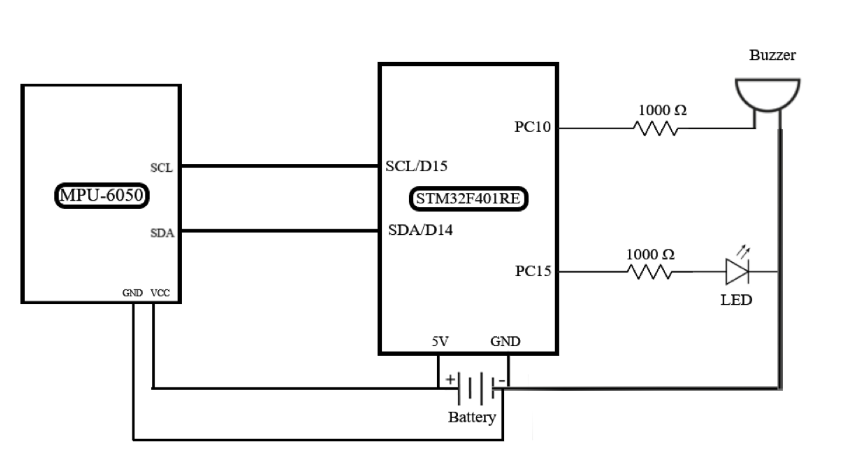 Buzzer
1000 Ω
PC10
SCL
SCL/D15
MPU-6050
STM32F401RE
SDA
SDA/D14
1000 Ω
PC15
LED
GND VCC
5V GND
+ -
Battery